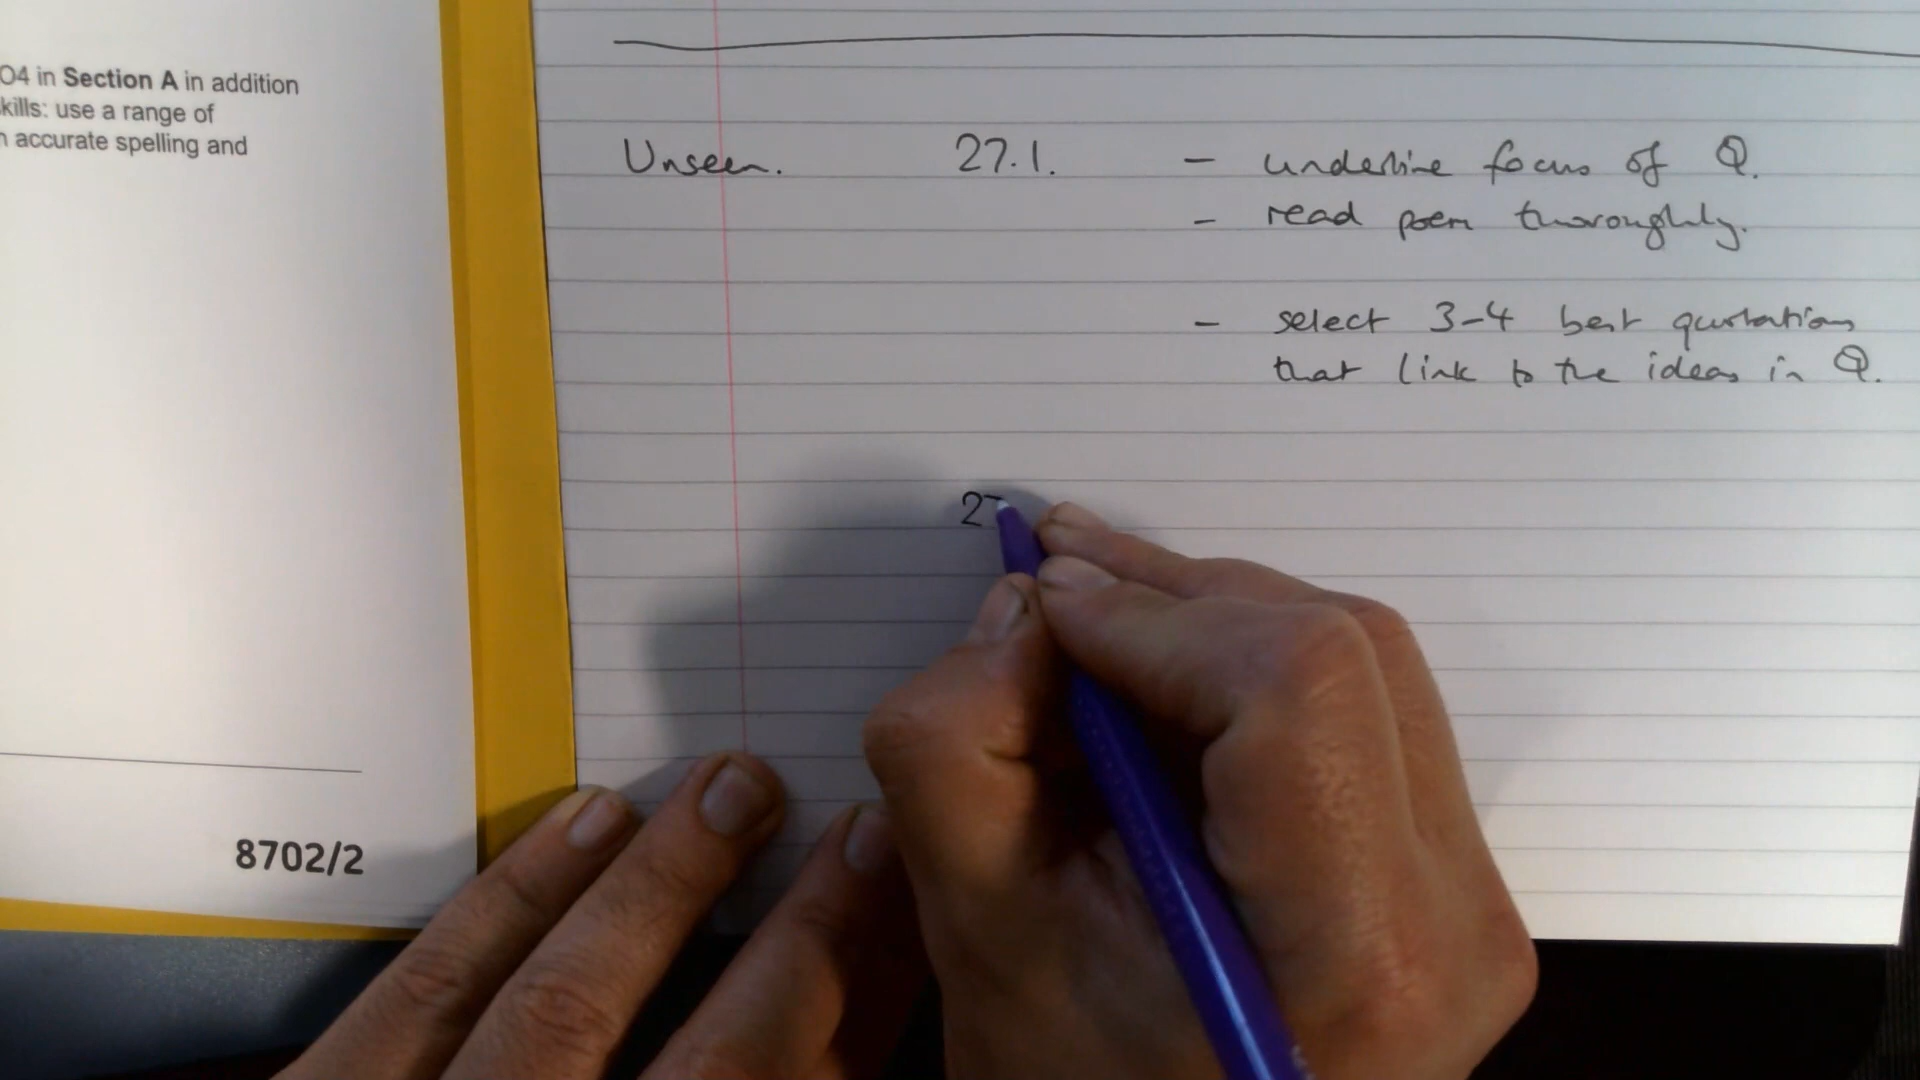 O4 in Section A in addition
kills: use a range of
accurate spelling and
8702/2
Unseen. 27.1. - underline focus of Q.
- read poem thoroughly.
- select 3-4 best quotations
that link to the ideas in Q.
27